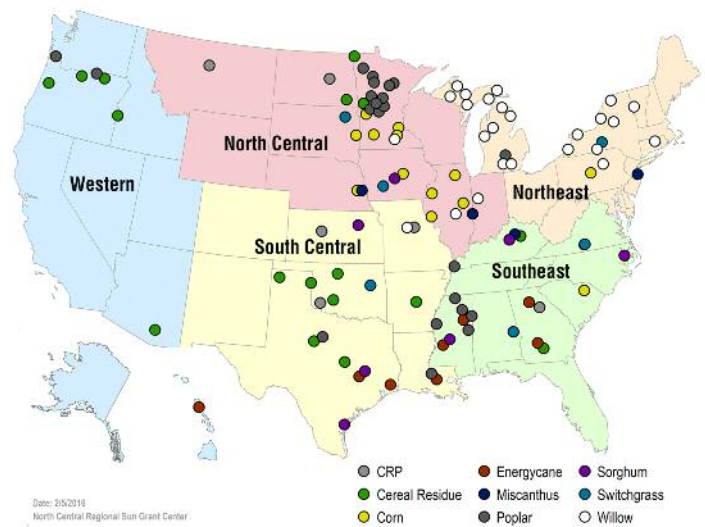 North Central
Western
Northeast
South Central
Southeast
CRP
Energycane
Sorghum
Cereal Residue
Miscanthus
Switchgrass
Corn
Poplar
Willow
Date: 2/5/2016
North Central Regional Sun Grant Center